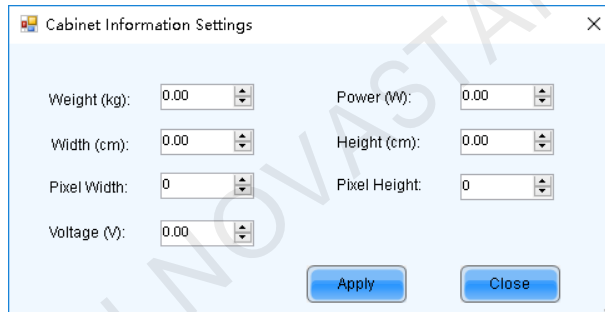 Cabinet Information Settings
Weight (kg): 0.00 Power (W): 0.00
Width (cm): 0.00 Height (cm): 0.00
Pixel Width: 0 Pixel Height: 0
Voltage (V): 0.00
Apply Close
NOVASTAR